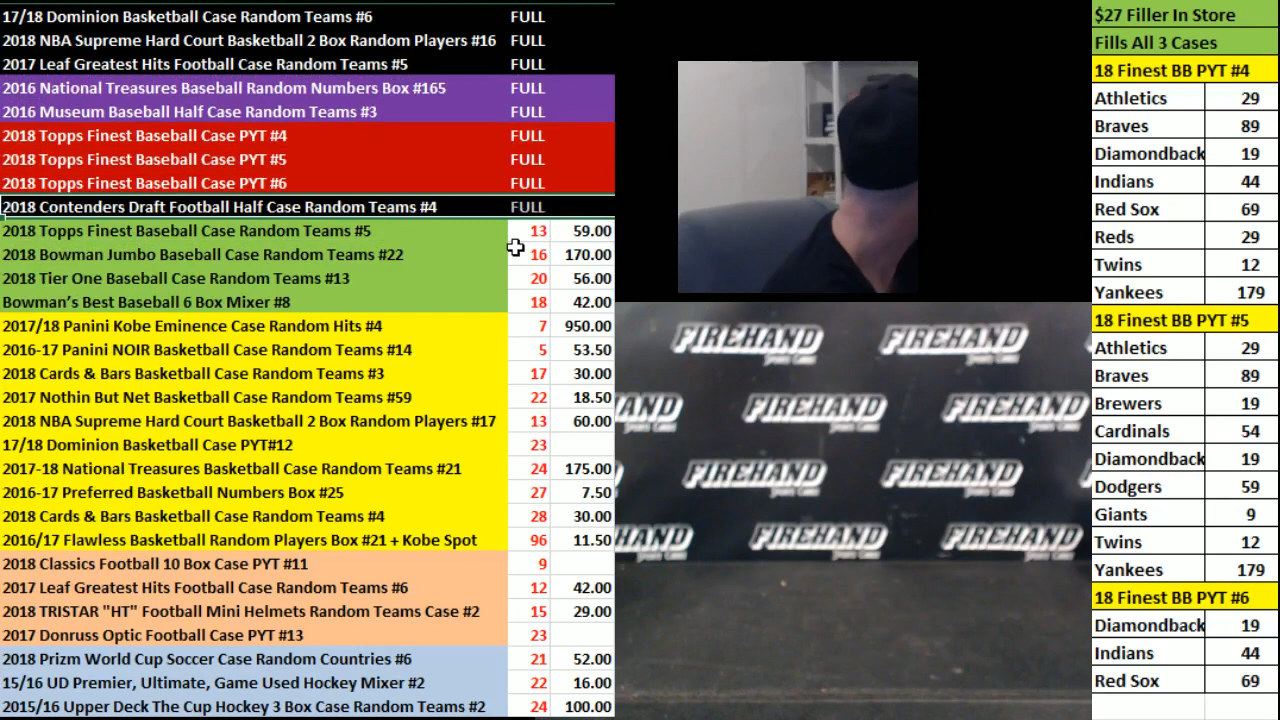 17/18 Dominion Basketball Case Random Teams #6 FULL
2018 NBA Supreme Hard Court Basketball 2 Box Random Players #16 FULL
2017 Leaf Greatest Hits Football Case Random Teams #5 FULL
2016 National Treasures Baseball Random Numbers Box #165 FULL
2016 Museum Baseball Half Case Random Teams #3 FULL
2018 Topps Finest Baseball Case PYT #4 FULL
2018 Topps Finest Baseball Case PYT #5 FULL
2018 Topps Finest Baseball Case PYT #6 FULL
2018 Contenders Draft Football Half Case Random Teams #4 FULL
2018 Topps Finest Baseball Case Random Teams #5 13 59.00
2018 Bowman Jumbo Baseball Case Random Teams #22 16 170.00
2018 Tier One Baseball Case Random Teams #13 20 56.00
Bowman’s Best Baseball 6 Box Mixer #8 18 42.00
2017/18 Panini Kobe Eminence Case Random Hits #4 7 950.00
2016-17 Panini NOIR Basketball Case Random Teams #14 5 53.50
2018 Cards & Bars Basketball Case Random Teams #3 17 30.00
2017 Nothin But Net Basketball Case Random Teams #59 22 18.50
2018 NBA Supreme Hard Court Basketball 2 Box Random Players #17 13 60.00
17/18 Dominion Basketball Case PYT#12 23
2017-18 National Treasures Basketball Case Random Teams #21 24 175.00
2016-17 Preferred Basketball Numbers Box #25 27 7.50
2018 Cards & Bars Basketball Case Random Teams #4 28 30.00
2016/17 Flawless Basketball Random Players Box #21 + Kobe Spot 96 11.50
2018 Classics Football 10 Box Case PYT #11 9
2017 Leaf Greatest Hits Football Case Random Teams #6 12 42.00
2018 TRISTAR "HT" Football Mini Helmets Random Teams Case #2 15 29.00
2017 Donruss Optic Football Case PYT #13 23
2018 Prizm World Cup Soccer Case Random Countries #6 21 52.00
15/16 UD Premier, Ultimate, Game Used Hockey Mixer #2 22 16.00
2015/16 Upper Deck The Cup Hockey 3 Box Case Random Teams #2 24 100.00
FIREHAND FIREHAND
HAND FIREHAND FIREHAND
FIREHAND FIREHAND
HAND FIREHAND FIREHAND
$27 Filler In Store
Fills All 3 Cases
18 Finest BB PYT #4
Athletics 29
Braves 89
Diamondback 19
Indians 44
Red Sox 69
Reds 29
Twins 12
Yankees 179
18 Finest BB PYT #5
Athletics 29
Braves 89
Brewers 19
Cardinals 54
Diamondback 19
Dodgers 59
Giants 9
Twins 12
Yankees 179
18 Finest BB PYT #6
Diamondback 19
Indians 44
Red Sox 69